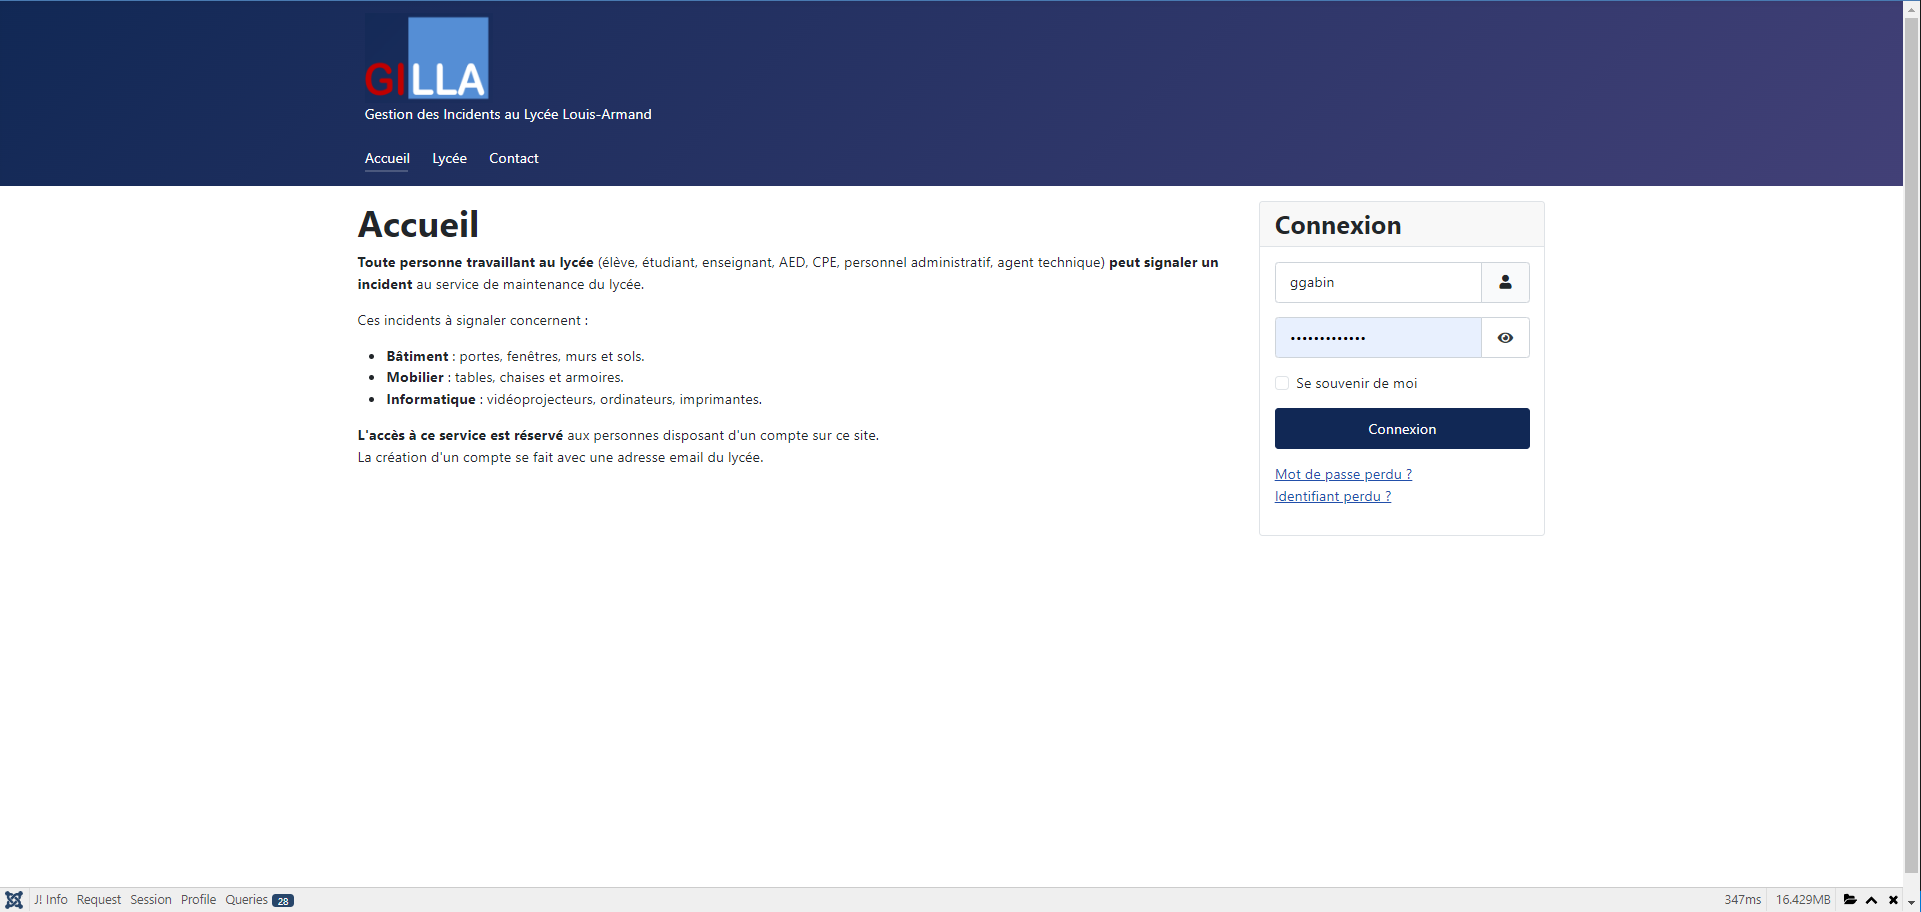 GILLA
Gestion des Incidents au Lycée Louis-Armand
Accueil Lycée Contact
Accueil
Toute personne travaillant au lycée (élève, étudiant, enseignant, AED, CPE, personnel administratif, agent technique) peut signaler un
incident au service de maintenance du lycée.
Ces incidents à signaler concernent :
• Bâtiment : portes, fenêtres, murs et sols.
• Mobilier : tables, chaises et armoires.
• Informatique : vidéoprojecteurs, ordinateurs, imprimantes.
L'accès à ce service est réservé aux personnes disposant d'un compte sur ce site.
La création d'un compte se fait avec une adresse email du lycée.
Connexion
ggabin
•••••••••••••
Se souvenir de moi
Connexion
Mot de passe perdu ?
Identifiant perdu ?
J! Info Request Session Profile Queries 28
347ms 16.429MB